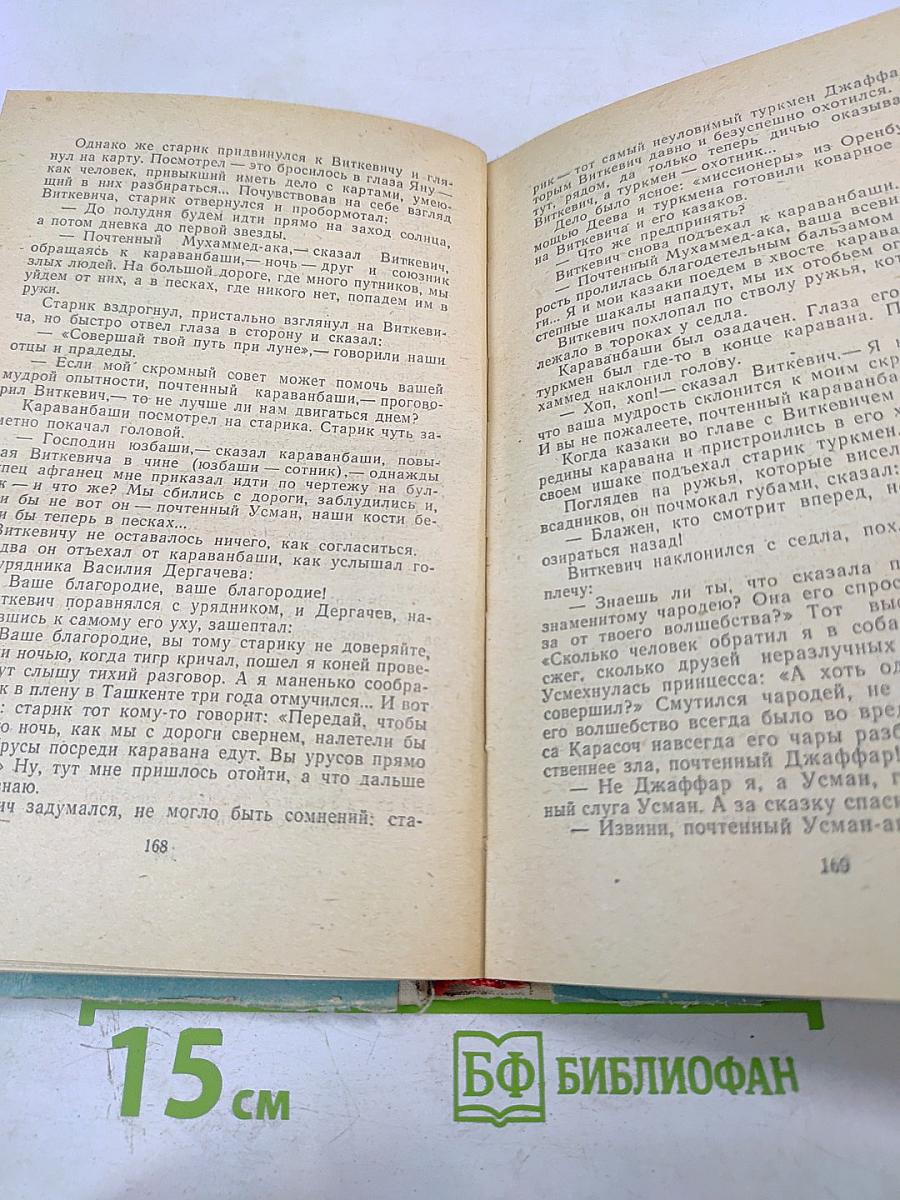 Однако же старик придвинулся к Виткевичу и гля-
нул на карту. Посмотрел — это бросилось в глаза Яну —
как человек, привыкший иметь дело с картами, умею-
щий в них разбираться... Почувствовав на себе взгляд
Виткевича, старик отвернулся и пробормотал:
— До полудня будем идти прямо на заход солнца,
а потом дневка до первой звезды.
— Почтенный Мухаммед-ака,— сказал Виткевич,
обращаясь к караванбаши,— ночь — друг и союзник
злых людей. На большой дороге, где много путников, мы
уйдем от них, а в песках, где никого нет, попадем им в
руки.
Старик вздрогнул, пристально взглянул на Виткеви-
ча, но быстро отвел глаза в сторону и сказал:
— «Совершай твой путь при луне»,— говорили наши
отцы и прадеды.
— Если мой скромный совет может помочь вашей
мудрой опытности, почтенный караванбаши,— прогово-
рил Виткевич,— то не лучше ли нам двигаться днем?
Караванбаши посмотрел на старика. Старик чуть за-
метно покачал головой.
— Господин юзбаши,— сказал караванбаши, повы-
ая Виткевича в чине (юзбаши — сотник),— однажды
пец афганец мне приказал идти по чертежу на бул-
к — и что же? Мы сбились с дороги, заблудились и,
и бы не вот он — почтенный Усман, наши кости бе-
и бы теперь в песках...
Виткевичу не оставалось ничего, как согласиться.
два он отъехал от караванбаши, как услышал го-
урядника Василия Дергачева:
Ваше благородие, ваше благородие!
ткевич поравнялся с урядником, и Дергачев, на-
вшись к самому его уху, зашептал:
Ваше благородие, вы тому старику не доверяйте,
и ночью, когда тигр кричал, пошел я коней прове-
ут слышу тихий разговор. А я маненько сообра-
к в плену в Ташкенте три года отмучился... И вот
: старик тот кому-то говорит: «Передай, чтобы
ю ночь, как мы с дороги свернем, налетели бы
Урусы посреди каравана едут. Вы урусов прямо
» Ну, тут мне пришлось отойти, а что дальше
знаю.
ич задумался, не могло быть сомнений: ста-
168
рик — тот самый неуловимый туркмен Джаффа
торым Виткевич давно и безуспешно охотился.
тут, рядом, да только теперь дичью оказыва
Виткевич, а туркмен — охотник...
Дело было ясное: «миссионеры» из Оренбу
мощью Деева и туркмена готовили коварное
на Виткевича и его казаков.
— Что же предпринять?
Виткевич снова подъехал к караванбаши.
— Почтенный Мухаммед-ака, ваша всеви
рость пролилась благодетельным бальзамом
ги... Я и мои казаки поедем в хвосте карава
степные шакалы нападут, мы их отобьем ог
Виткевич похлопал по стволу ружья, кот
лежало в тороках у седла.
Караванбаши был озадачен. Глаза его
туркмен был где-то в конце каравана. П
хаммед наклонил голову.
— Хоп, хоп!— сказал Виткевич.— Я
что ваша мудрость склонится к моим скр
И вы не пожалеете, почтенный караванба
Когда казаки во главе с Виткевичем
редины каравана и пристроились в его х
своем ишаке подъехал старик туркмен.
Поглядев на ружья, которые висел
всадников, он почмокал губами, сказал:
— Блажен, кто смотрит вперед, н
озираться назад!
Виткевич наклонился с седла, пох
плечу:
— Знаешь ли ты, что сказала п
знаменитому чародею? Она его спрос
за от твоего волшебства?» Тот выс
«Сколько человек обратил я в соба
сжег, сколько друзей неразлучных
Усмехнулась принцесса: «А хоть од
совершил?» Смутился чародей, не
его волшебство всегда было во вред
са Карасоч навсегда его чары разб
ственнее зла, почтенный Джаффар!
— Не Джаффар я, а Усман, г
ный слуга Усман. А за сказку спаси
— Извини, почтенный Усман-а
169
15 см
БФ БИБЛИОФАН